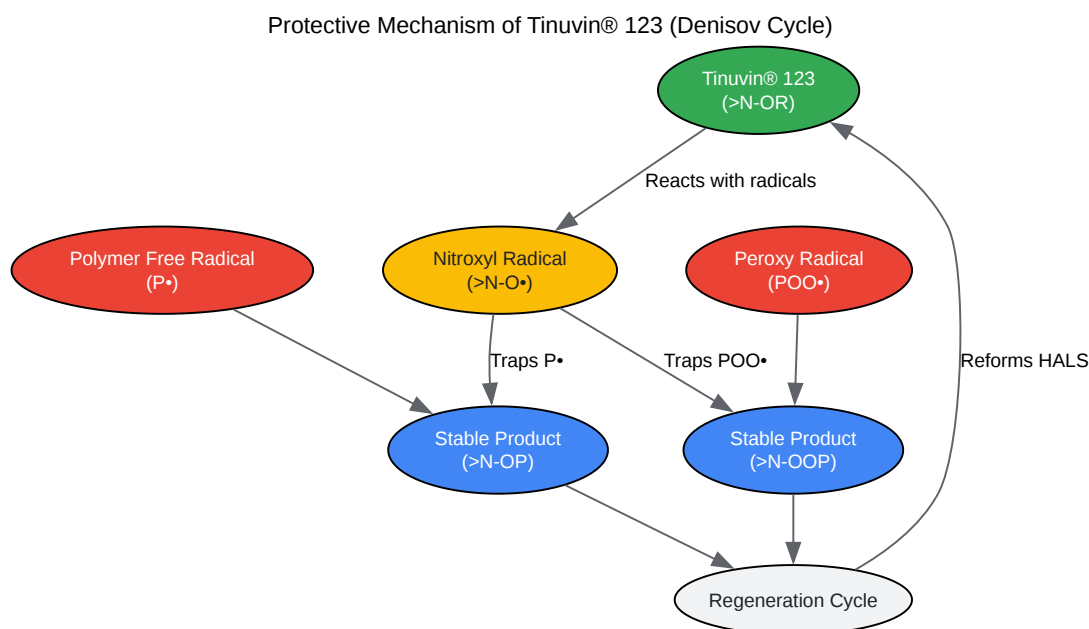 Protective Mechanism of Tinuvin® 123 (Denisov Cycle)
Tinuvin® 123
(>N-OR)
Reacts with radicals
Polymer Free Radical
(P•)
Nitroxyl Radical
(>N-O•)
Peroxy Radical
(POO•)
Traps P•
Traps POO•
Reforms HALS
Stable Product
(>N-OP)
Stable Product
(>N-OOP)
Regeneration Cycle